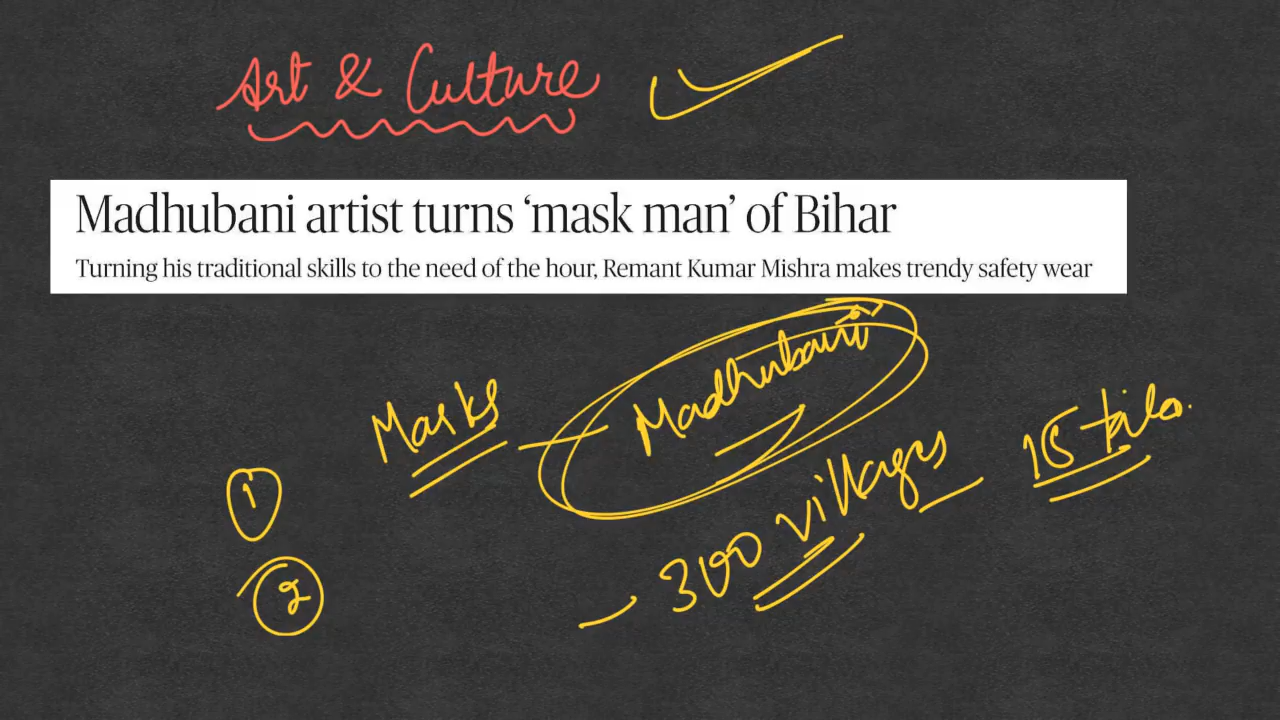 Art & Culture
Madhubani artist turns ‘mask man’ of Bihar
Turning his traditional skills to the need of the hour, Remant Kumar Mishra makes trendy safety wear
Masks — Madhubani
300 villages — 15
1
2